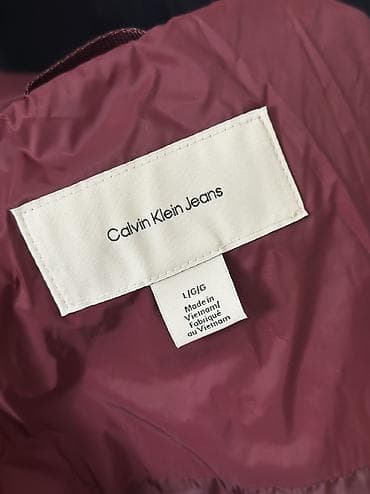 Calvin Klein Jeans
L/G/G
Made in
Vietnam/
Fabriqué
au Vietnam